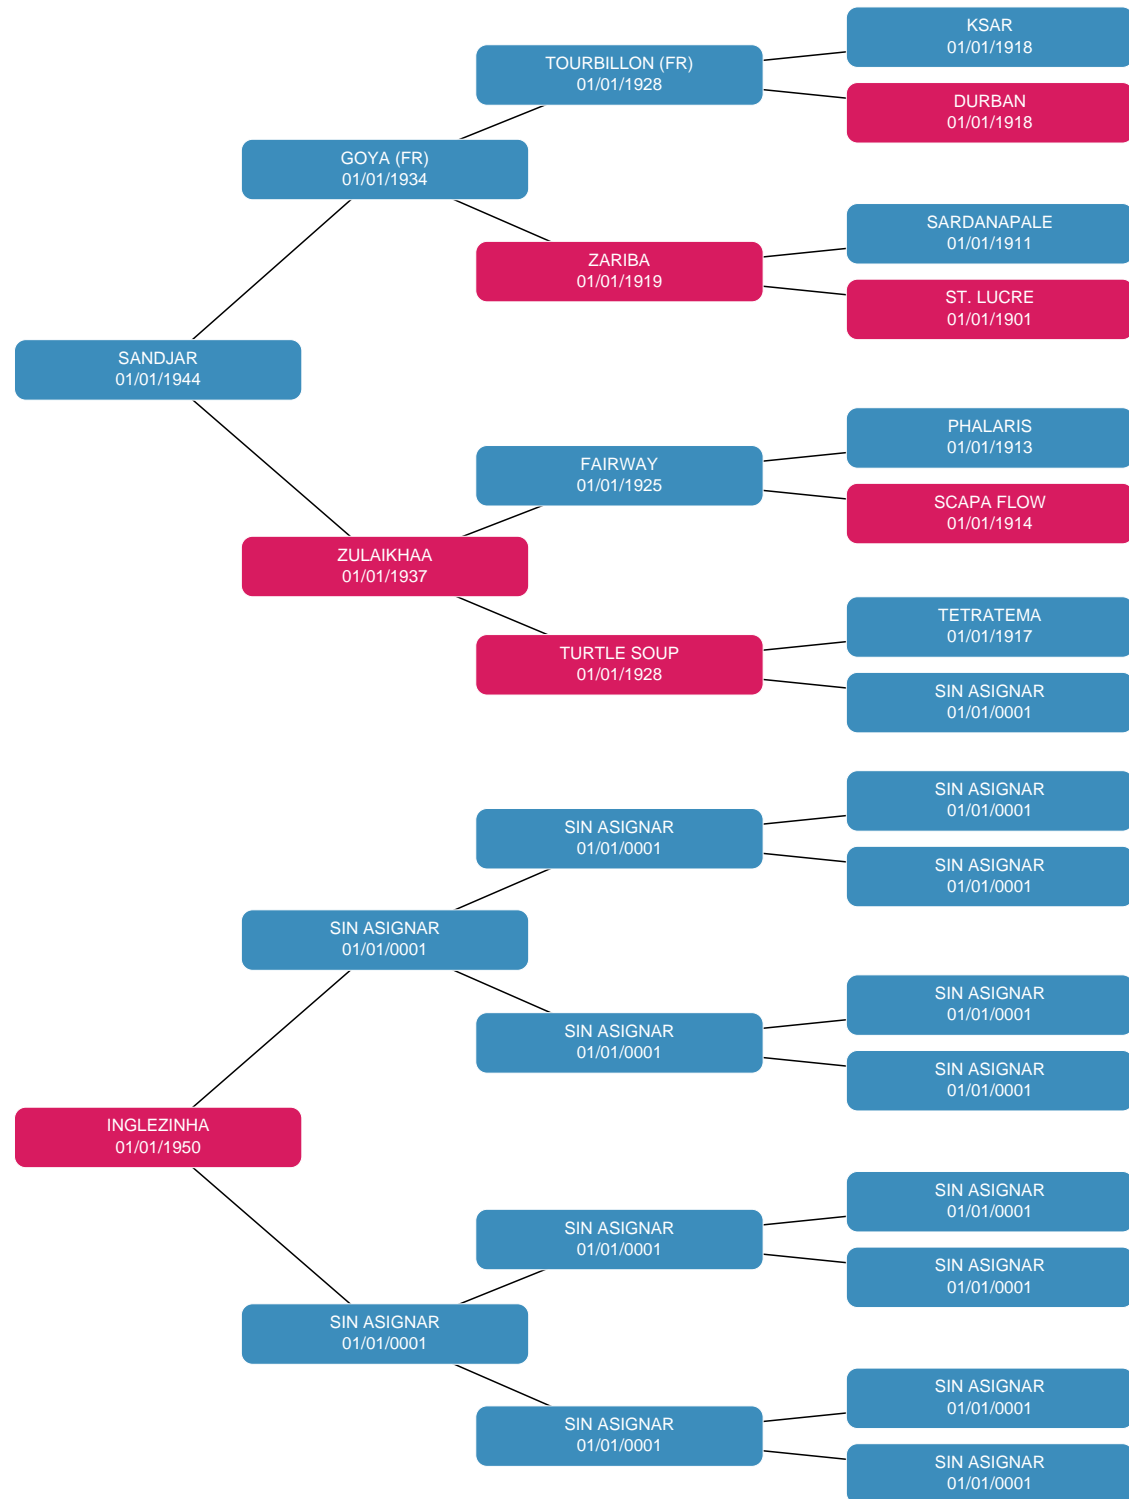 KSAR
01/01/1918
TOURBILLON (FR)
01/01/1928
DURBAN
01/01/1918
GOYA (FR)
01/01/1934
SARDANAPALE
01/01/1911
ZARIBA
01/01/1919
ST. LUCRE
01/01/1901
SANDJAR
01/01/1944
PHALARIS
01/01/1913
FAIRWAY
01/01/1925
SCAPA FLOW
01/01/1914
ZULAIKHAA
01/01/1937
TETRATEMA
01/01/1917
TURTLE SOUP
01/01/1928
SIN ASIGNAR
01/01/0001
SIN ASIGNAR
01/01/0001
SIN ASIGNAR
01/01/0001
SIN ASIGNAR
01/01/0001
SIN ASIGNAR
01/01/0001
SIN ASIGNAR
01/01/0001
SIN ASIGNAR
01/01/0001
SIN ASIGNAR
01/01/0001
INGLEZINHA
01/01/1950
SIN ASIGNAR
01/01/0001
SIN ASIGNAR
01/01/0001
SIN ASIGNAR
01/01/0001
SIN ASIGNAR
01/01/0001
SIN ASIGNAR
01/01/0001
SIN ASIGNAR
01/01/0001
SIN ASIGNAR
01/01/0001